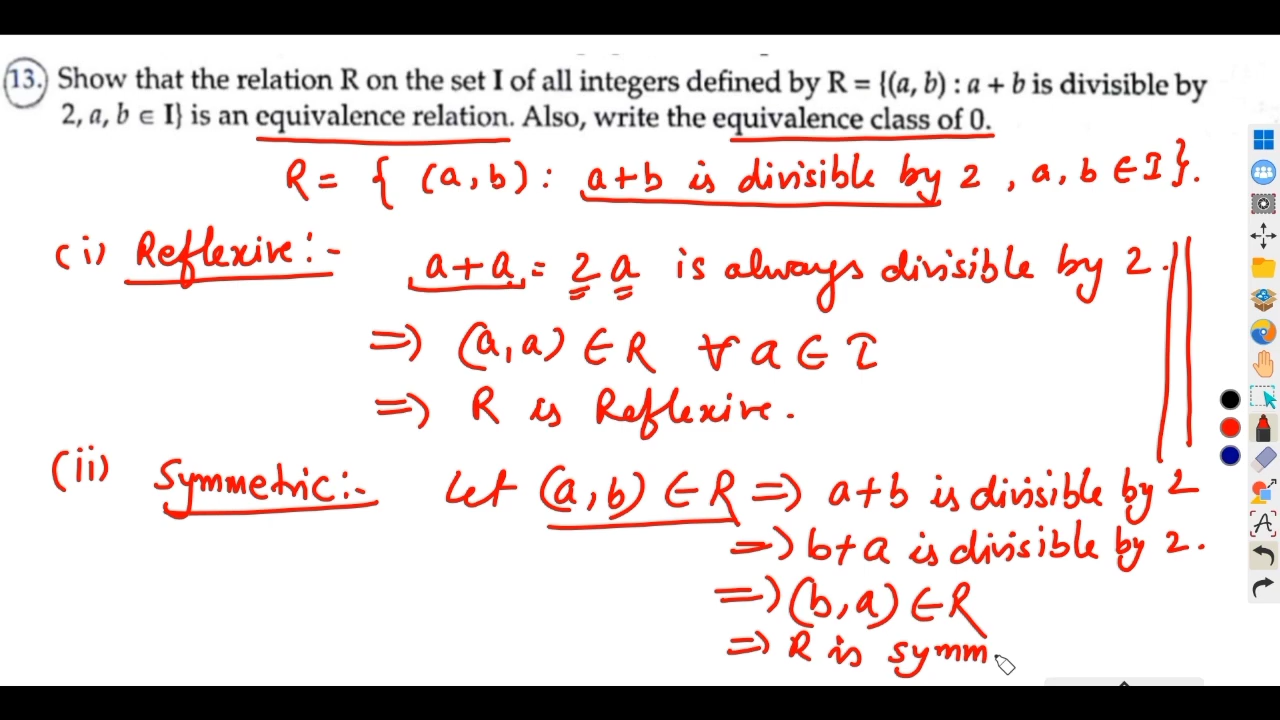 13. Show that the relation R on the set I of all integers defined by R = {(a, b) : a + b is divisible by
2, a, b ∈ I} is an equivalence relation. Also, write the equivalence class of 0.
R = { (a, b) : a+b is divisible by 2 , a, b ∈ I }.
(i) Reflexive :- a+a = 2a is always divisible by 2.
⇒ (a, a) ∈ R ∀ a ∈ I
⇒ R is Reflexive.
(ii) Symmetric :- Let (a, b) ∈ R ⇒ a+b is divisible by 2
⇒ b+a is divisible by 2.
⇒ (b, a) ∈ R
⇒ R is symm